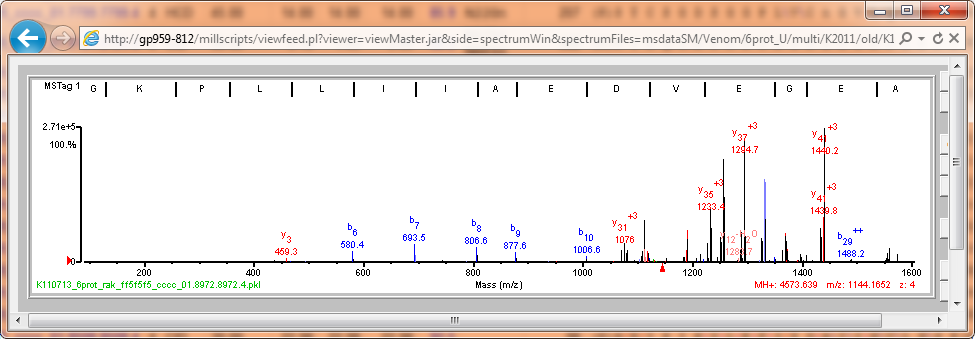 http://gp959-812/millscripts/viewfeed.pl?viewer=viewMaster.jar&side=spectrumWin&spectrumFiles=msdataSM/Venom/6prot_U/multi/K2011/old/K1
MSTag 1 G K P L L I I A E D V E G E A
2.71e+5
100.%
0
y3
459.3
b6
580.4
b7
693.5
b8
806.6
b9
877.6
b10
1006.6
y31 +3
1076
y35 +3
1233.4
y37 +3
1294.7
y41 +3
1440.2
y41 +3
1439.8
b29 ++
1488.2
200 400 600 800 1000 1200 1400 1600
K110713_6prot_rak_ff5f5f5_cccc_01.8972.8972.4.pkl Mass (m/z) MH+: 4573.639 m/z: 1144.1652 z: 4